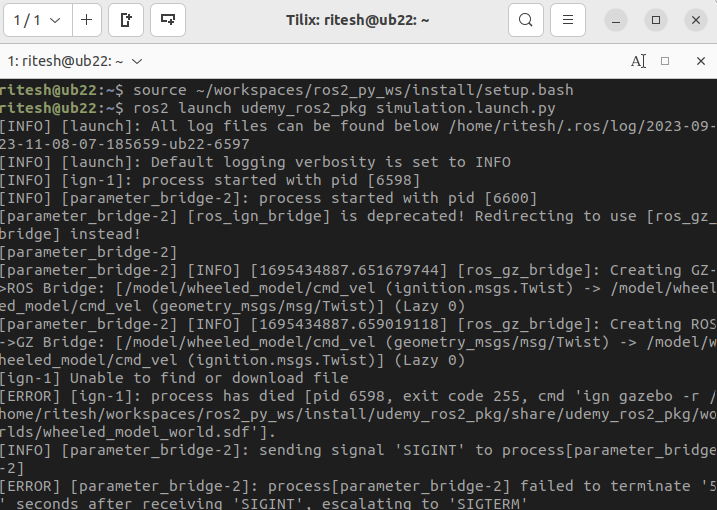 1 / 1
Tilix: ritesh@ub22: ~
1: ritesh@ub22: ~
ritesh@ub22:~$ source ~/workspaces/ros2_py_ws/install/setup.bash
ritesh@ub22:~$ ros2 launch udemy_ros2_pkg simulation.launch.py
[INFO] [launch]: All log files can be found below /home/ritesh/.ros/log/2023-09-
23-11-08-07-185659-ub22-6597
[INFO] [launch]: Default logging verbosity is set to INFO
[INFO] [ign-1]: process started with pid [6598]
[INFO] [parameter_bridge-2]: process started with pid [6600]
[parameter_bridge-2] [ros_ign_bridge] is deprecated! Redirecting to use [ros_gz_
bridge] instead!
[parameter_bridge-2]
[parameter_bridge-2] [INFO] [1695434887.651679744] [ros_gz_bridge]: Creating GZ-
>ROS Bridge: [/model/wheeled_model/cmd_vel (ignition.msgs.Twist) -> /model/wheel
ed_model/cmd_vel (geometry_msgs/msg/Twist)] (Lazy 0)
[parameter_bridge-2] [INFO] [1695434887.659019118] [ros_gz_bridge]: Creating ROS
->GZ Bridge: [/model/wheeled_model/cmd_vel (geometry_msgs/msg/Twist) -> /model/w
heeled_model/cmd_vel (ignition.msgs.Twist)] (Lazy 0)
[ign-1] Unable to find or download file
[ERROR] [ign-1]: process has died [pid 6598, exit code 255, cmd 'ign gazebo -r /
home/ritesh/workspaces/ros2_py_ws/install/udemy_ros2_pkg/share/udemy_ros2_pkg/wo
rlds/wheeled_model_world.sdf'].
[INFO] [parameter_bridge-2]: sending signal 'SIGINT' to process[parameter_bridge
-2]
[ERROR] [parameter_bridge-2]: process[parameter_bridge-2] failed to terminate '5
' seconds after receiving 'SIGINT', escalating to 'SIGTERM'